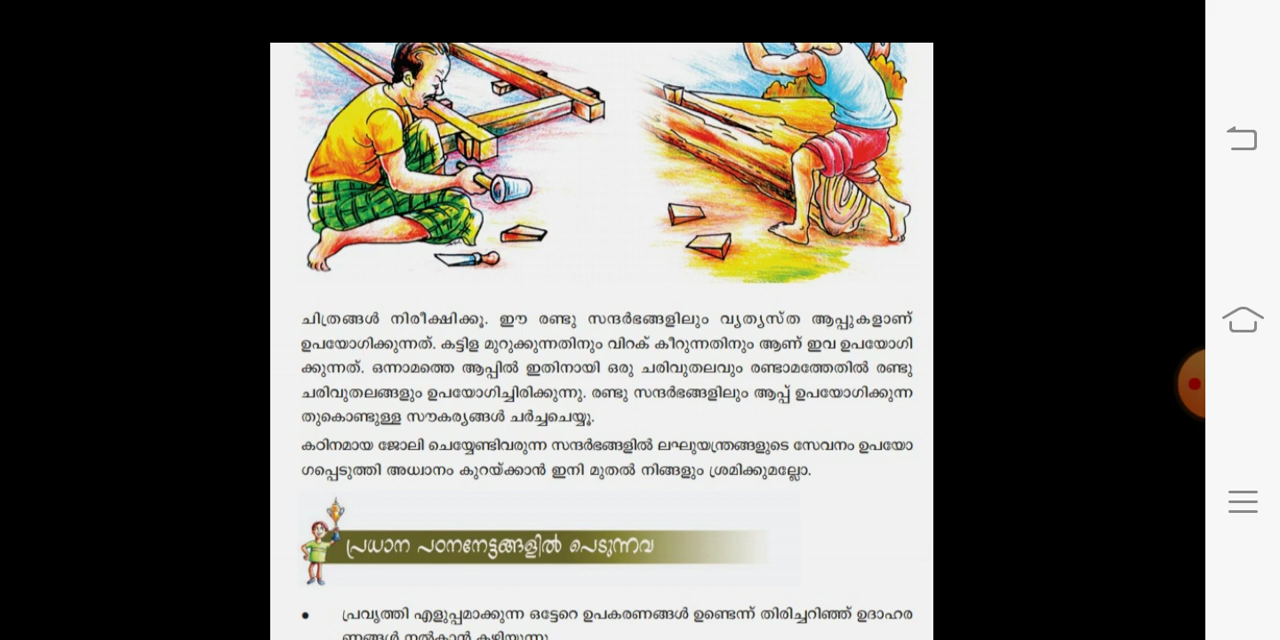 ചിത്രങ്ങൾ നിരീക്ഷിക്കൂ. ഈ രണ്ടു സന്ദർഭങ്ങളിലും വ്യത്യസ്ത ആപ്പുകളാണ്
ഉപയോഗിക്കുന്നത്. കട്ടിള മുറുക്കുന്നതിനും വിറക് കീറുന്നതിനും ആണ് ഇവ ഉപയോഗി
ക്കുന്നത്. ഒന്നാമത്തെ ആപ്പിൽ ഇതിനായി ഒരു ചരിവുതലവും രണ്ടാമത്തേതിൽ രണ്ടു
ചരിവുതലങ്ങളും ഉപയോഗിച്ചിരിക്കുന്നു. രണ്ടു സന്ദർഭങ്ങളിലും ആപ്പ് ഉപയോഗിക്കുന്ന
തുകൊണ്ടുള്ള സൗകര്യങ്ങൾ ചർച്ചചെയ്യൂ.
കഠിനമായ ജോലി ചെയ്യേണ്ടിവരുന്ന സന്ദർഭങ്ങളിൽ ലഘുയന്ത്രങ്ങളുടെ സേവനം ഉപയോ
ഗപ്പെടുത്തി അധ്വാനം കുറയ്ക്കാൻ ഇനി മുതൽ നിങ്ങളും ശ്രമിക്കുമല്ലോ.
പ്രധാന പഠനനേട്ടങ്ങളിൽ പെടുന്നവ
• പ്രവൃത്തി എളുപ്പമാക്കുന്ന ഒട്ടേറെ ഉപകരണങ്ങൾ ഉണ്ടെന്ന് തിരിച്ചറിഞ്ഞ് ഉദാഹര
ണങ്ങൾ നൽകാൻ കഴിയുന്നു.